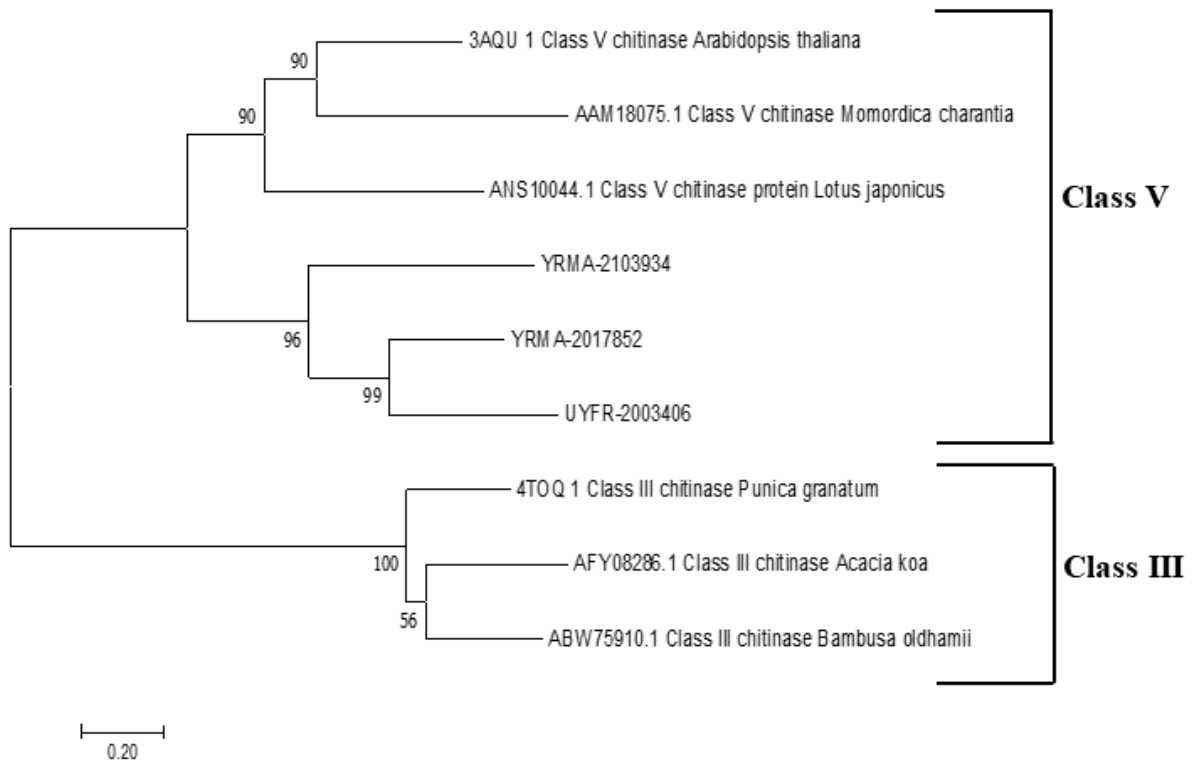 3AQU 1 Class V chitinase Arabidopsis thaliana
90
90
AAM18075.1 Class V chitinase Momordica charantia
ANS10044.1 Class V chitinase protein Lotus japonicus
Class V
YRMA-2103934
96
YRMA-2017852
99
UYFR-2003406
4TOQ 1 Class III chitinase Punica granatum
100
AFY08286.1 Class III chitinase Acacia koa
Class III
56
ABW75910.1 Class III chitinase Bambusa oldhamii
0.20